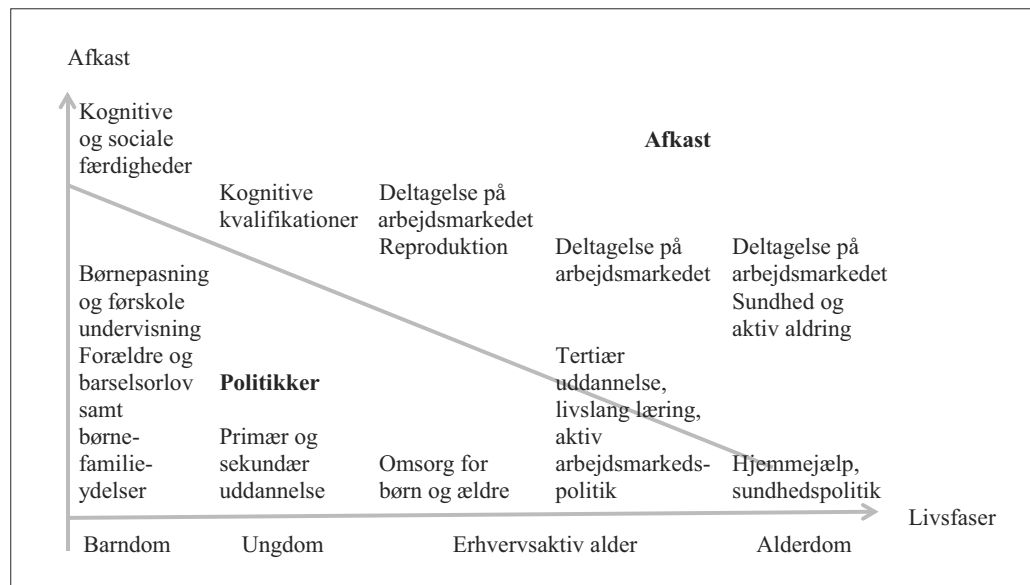 Afkast
Kognitive
og sociale
færdigheder
Afkast
Kognitive
kvalifikationer
Deltagelse på
arbejdsmarkedet
Reproduktion
Deltagelse på
arbejdsmarkedet
Deltagelse på
arbejdsmarkedet
Sundhed og
aktiv aldring
Børnepasning
og førskole
undervisning
Forældre og
barselsorlov
samt
børne-
familie-
ydelser
Politikker
Primær og
sekundær
uddannelse
Omsorg for
børn og ældre
Tertiær
uddannelse,
livslang læring,
aktiv
arbejdsmarkeds-
politik
Hjemmejælp,
sundhedspolitik
Livsfaser
Barndom
Ungdom
Erhvervsaktiv alder
Alderdom